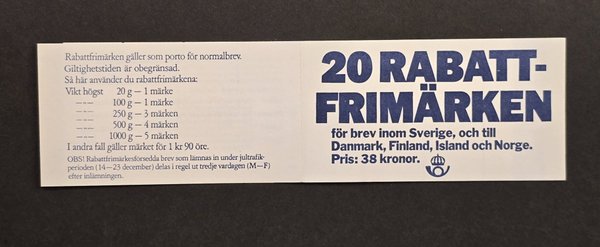 Rabattfrimärken gäller som porto för normalbrev.
Giltighetstiden är obegränsad.
Så här använder du rabattfrimärkena:
Vikt högst 20 g – 1 märke
–»– 100 g – 1 märke
–»– 250 g – 3 märken
–»– 500 g – 4 märken
–»– 1000 g – 5 märken
I andra fall gäller märket för 1 kr 90 öre.
OBS! Rabattfrimärksförsedda brev som lämnas in under jultrafik-
perioden (14–23 december) delas i regel ut tredje vardagen (M–F)
efter inlämningen.
20 RABATT-
FRIMÄRKEN
för brev inom Sverige, och till
Danmark, Finland, Island och Norge.
Pris: 38 kronor.